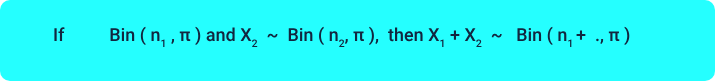 If Bin ( n₁ , π ) and X₂ ~ Bin ( n₂, π ), then X₁ + X₂ ~ Bin ( n₁ + ., π )